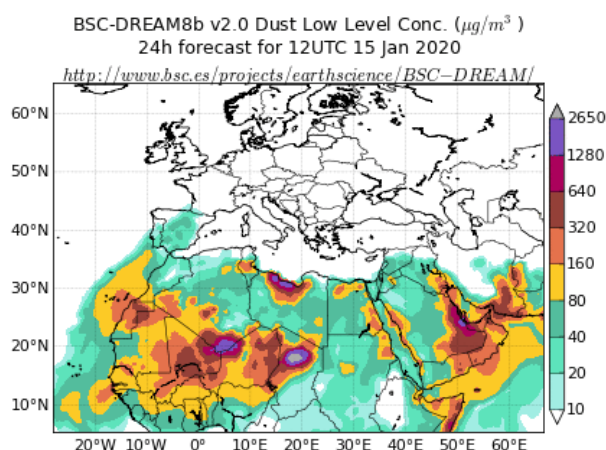 BSC-DREAM8b v2.0 Dust Low Level Conc. (μg/m³ )
24h forecast for 12UTC 15 Jan 2020
http://www.bsc.es/projects/earthscience/BSC−DREAM/
60°N
50°N
40°N
30°N
20°N
10°N
20°W 10°W 0° 10°E 20°E 30°E 40°E 50°E 60°E
2650
1280
640
320
160
80
40
20
10